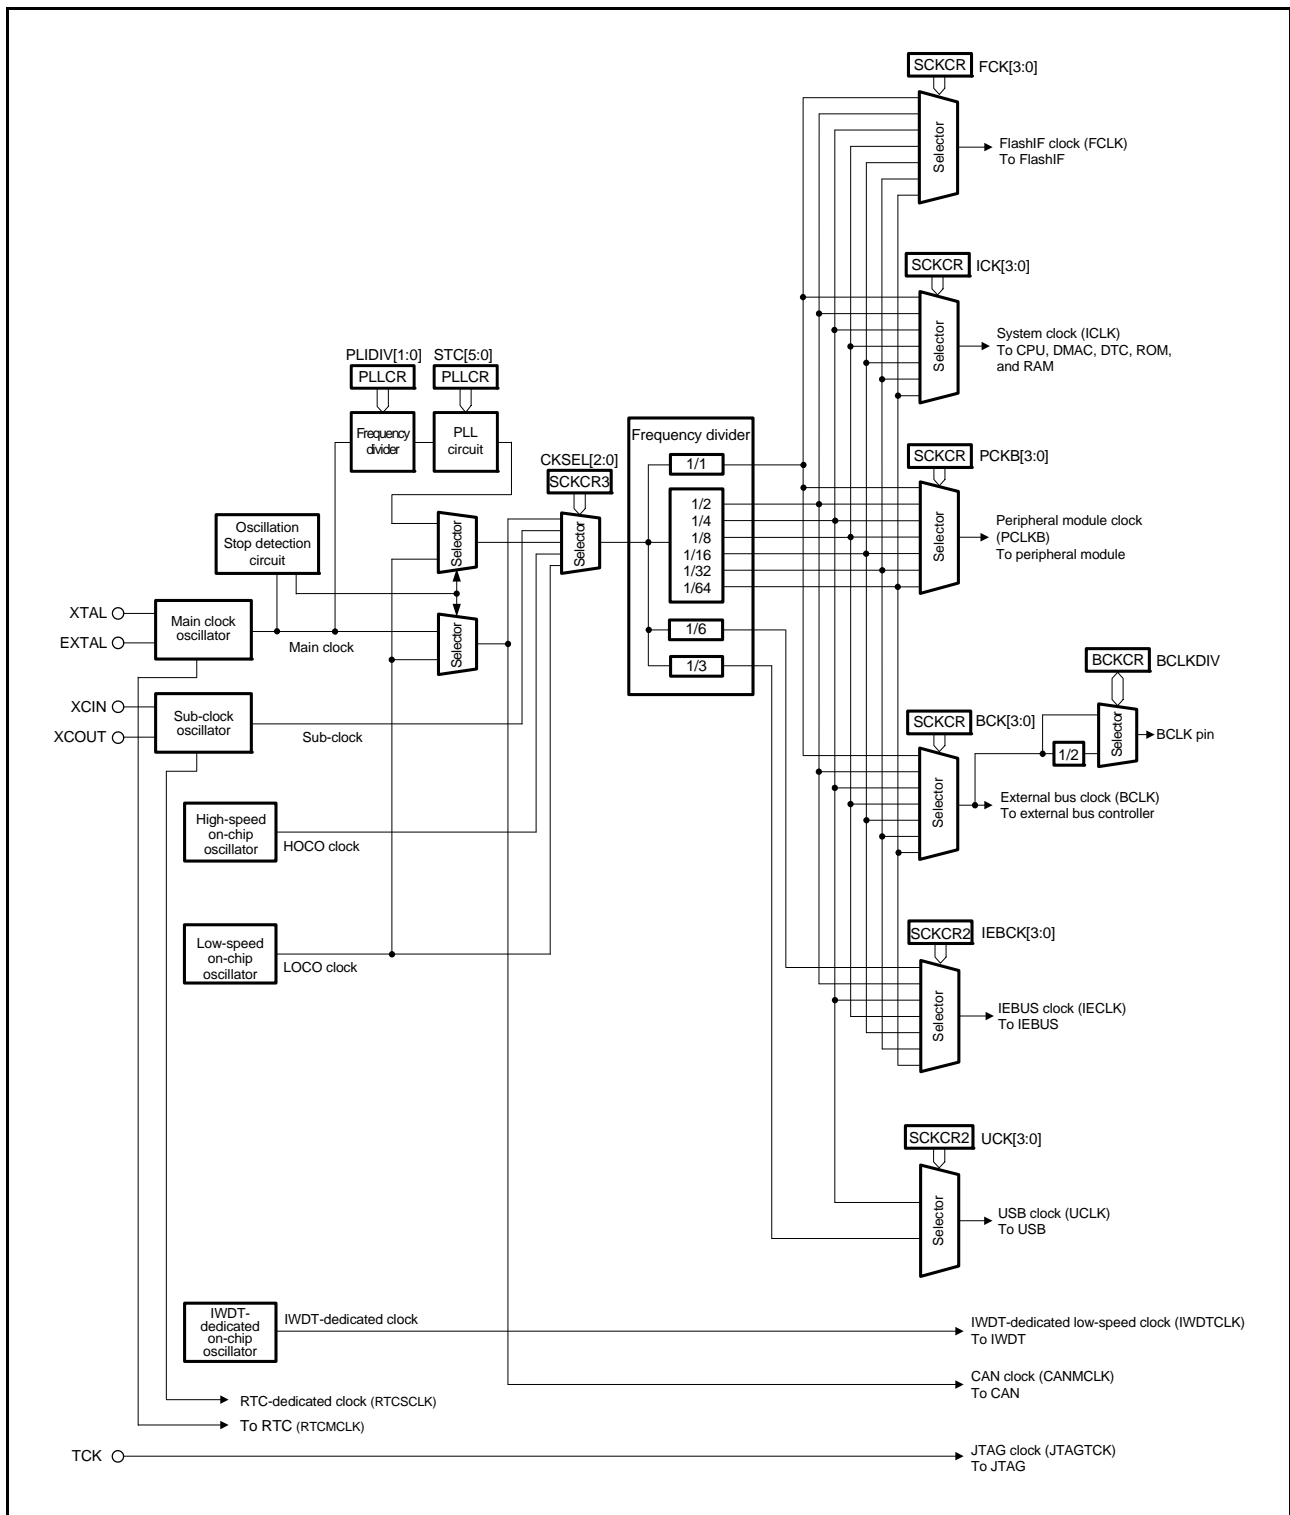 SCKCR FCK[3:0]
Selector
FlashIF clock (FCLK)
To FlashIF
SCKCR ICK[3:0]
Selector
System clock (ICLK)
To CPU, DMAC, DTC, ROM,
and RAM
PLIDIV[1:0] STC[5:0]
PLLCR PLLCR
Frequency
divider
PLL
circuit
CKSEL[2:0]
SCKCR3
Selector
Frequency divider
1/1
1/2
1/4
1/8
1/16
1/32
1/64
1/6
1/3
SCKCR PCKB[3:0]
Selector
Peripheral module clock
(PCLKB)
To peripheral module
Oscillation
Stop detection
circuit
Selector
Selector
XTAL
EXTAL
Main clock
oscillator
Main clock
XCIN
XCOUT
Sub-clock
oscillator
Sub-clock
BCKCR BCLKDIV
Selector
1/2
BCLK pin
SCKCR BCK[3:0]
Selector
External bus clock (BCLK)
To external bus controller
High-speed
on-chip
oscillator
HOCO clock
Low-speed
on-chip
oscillator
LOCO clock
SCKCR2 IEBCK[3:0]
Selector
IEBUS clock (IECLK)
To IEBUS
SCKCR2 UCK[3:0]
Selector
USB clock (UCLK)
To USB
IWDT-
dedicated
on-chip
oscillator
IWDT-dedicated clock
IWDT-dedicated low-speed clock (IWDTCLK)
To IWDT
CAN clock (CANMCLK)
To CAN
RTC-dedicated clock (RTCSCLK)
To RTC (RTCMCLK)
TCK
JTAG clock (JTAGTCK)
To JTAG